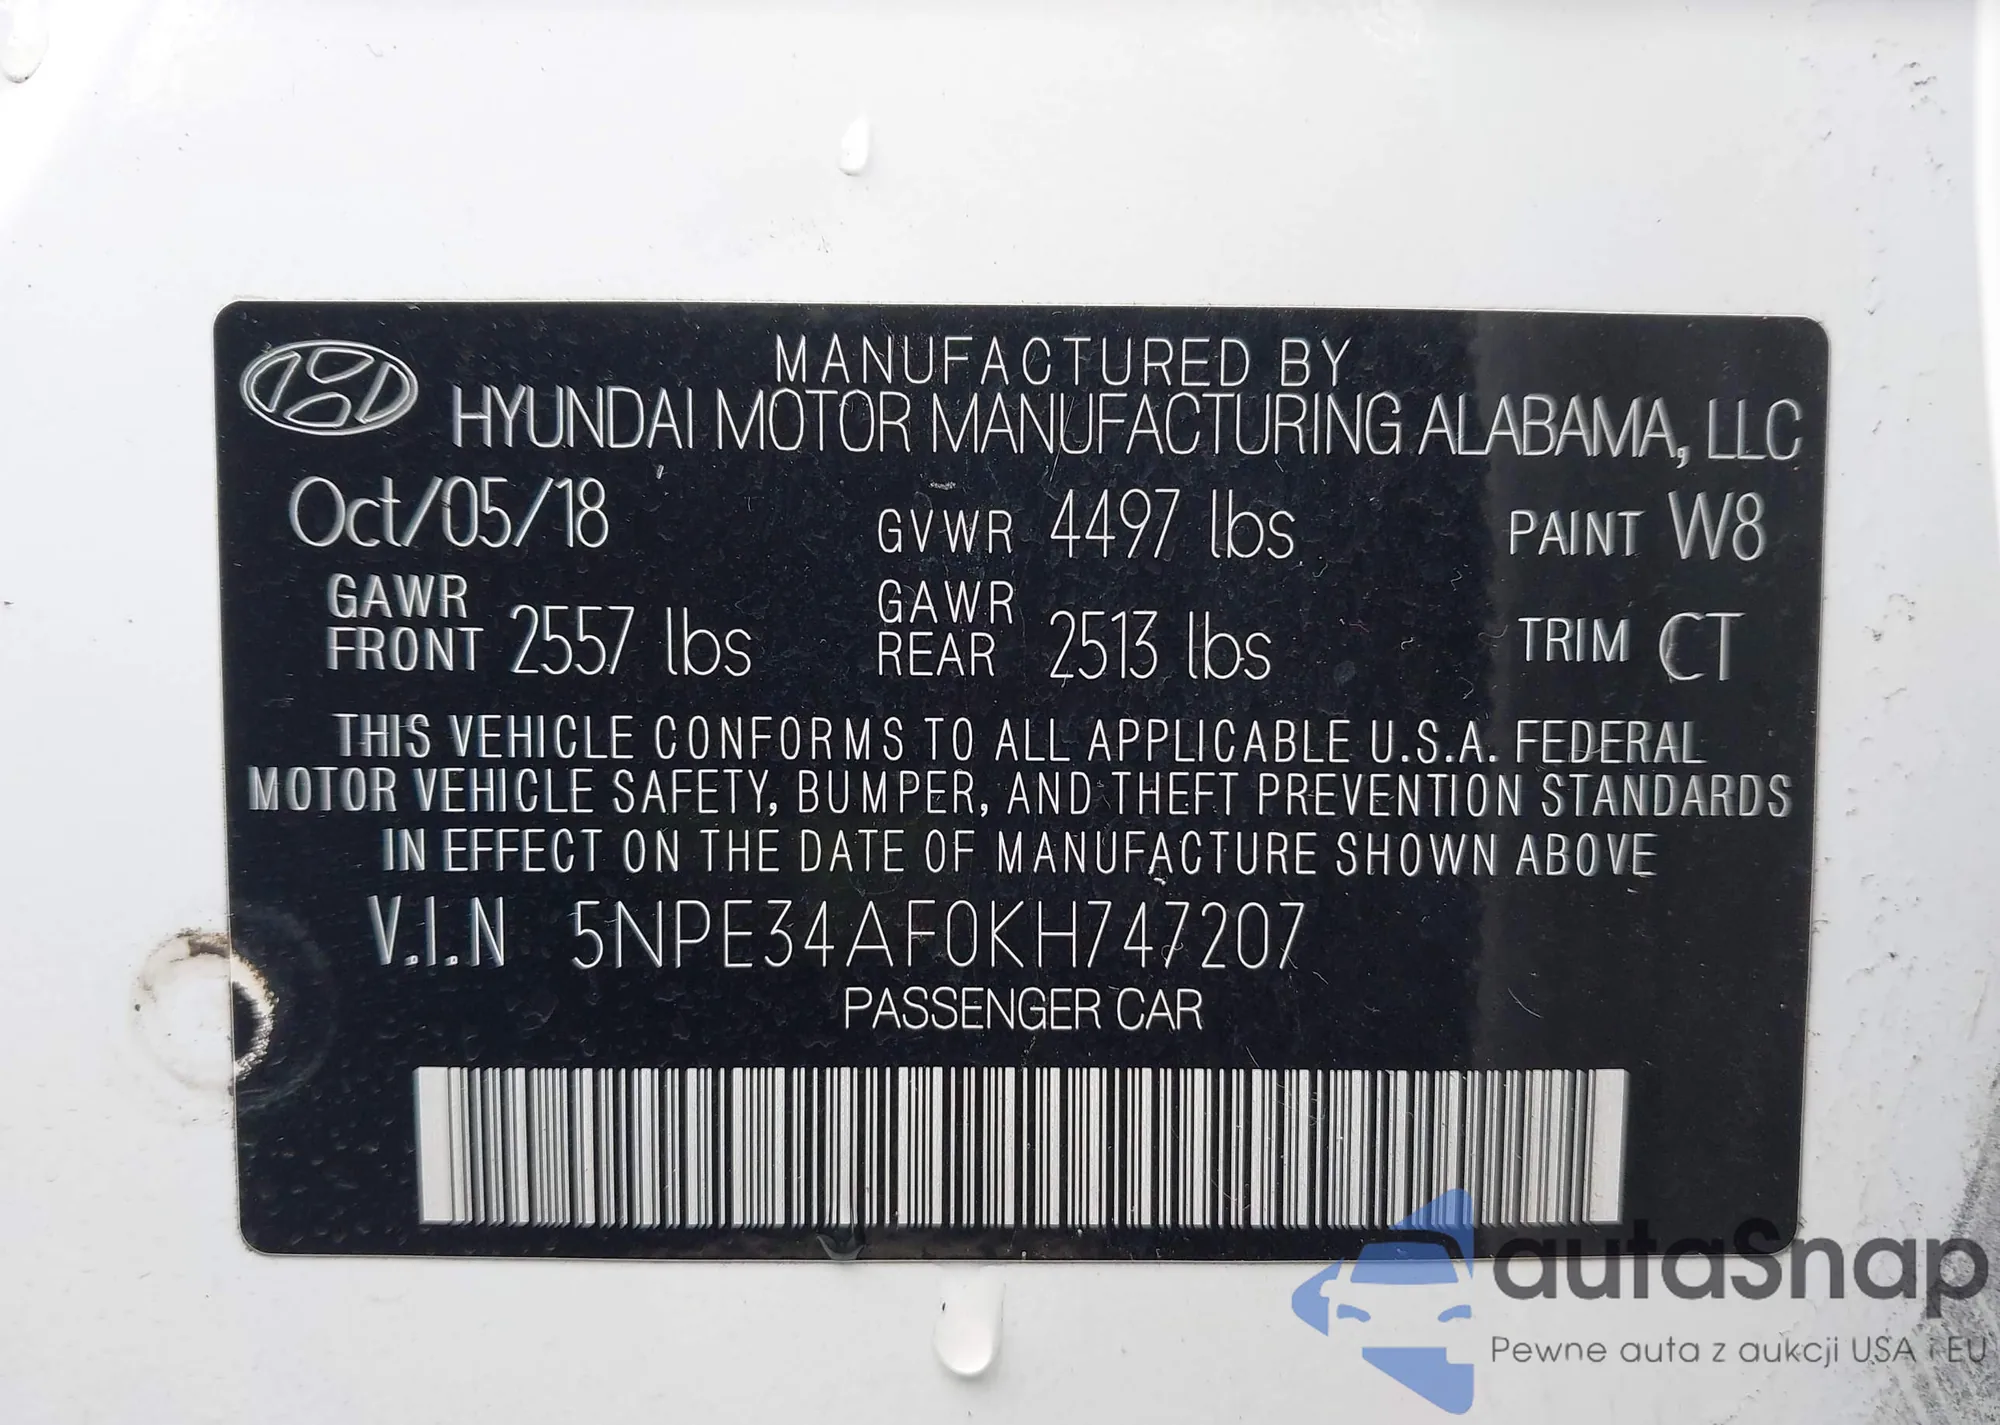 MANUFACTURED BY
HYUNDAI MOTOR MANUFACTURING ALABAMA, LLC
Oct/05/18 GVWR 4497 lbs PAINT W8
GAWR FRONT 2557 lbs GAWR REAR 2513 lbs TRIM CT
THIS VEHICLE CONFORMS TO ALL APPLICABLE U.S.A. FEDERAL
MOTOR VEHICLE SAFETY, BUMPER, AND THEFT PREVENTION STANDARDS
IN EFFECT ON THE DATE OF MANUFACTURE SHOWN ABOVE
V.I.N 5NPE34AF0KH747207
PASSENGER CAR
autaSnap
Pewne auta z aukcji USA i EU